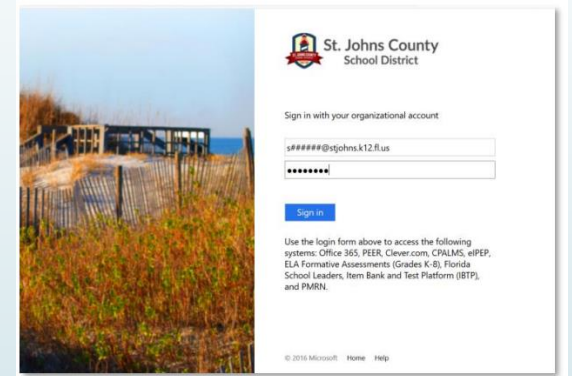 St. Johns County
School District
Sign in with your organizational account
s######@stjohns.k12.fl.us
••••••••
Sign in
Use the login form above to access the following
systems: Office 365, PEER, Clever.com, CPALMS, eIPEP,
ELA Formative Assessments (Grades K-8), Florida
School Leaders, Item Bank and Test Platform (IBTP),
and PMRN.
© 2016 Microsoft Home Help